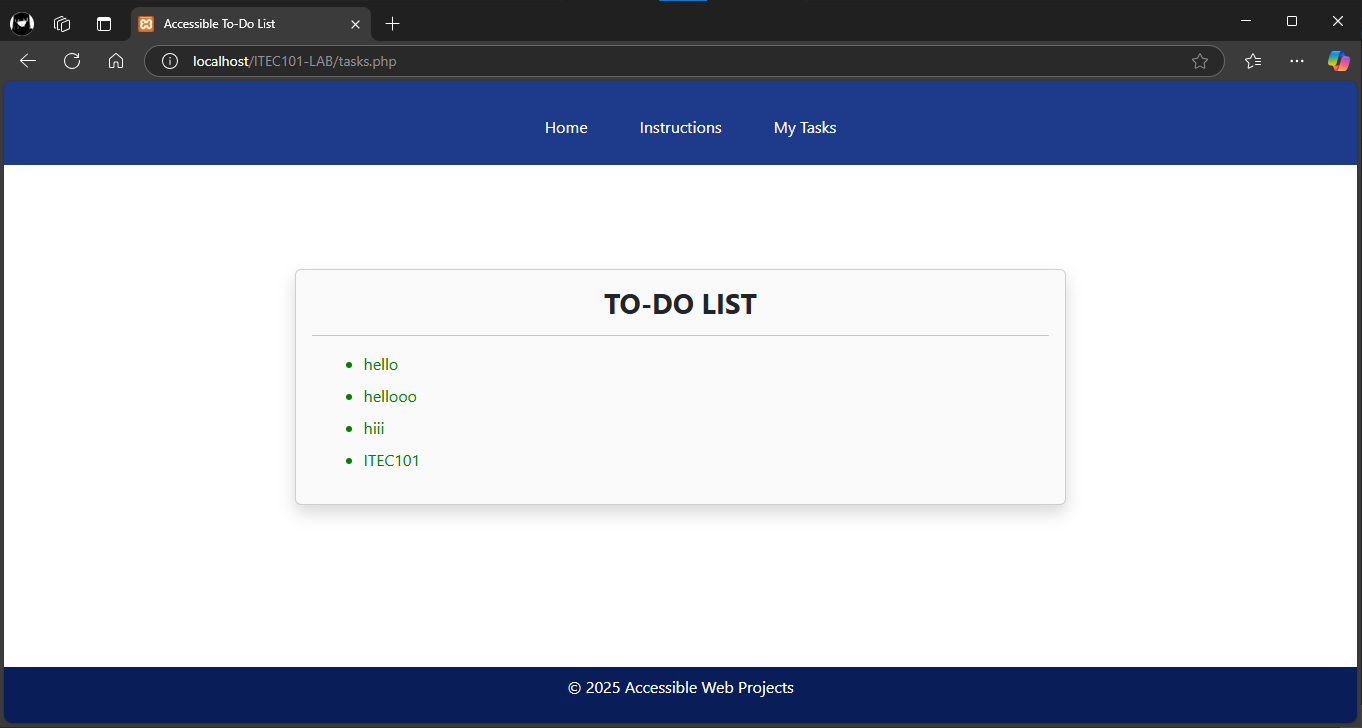 Accessible To-Do List
localhost/ITEC101-LAB/tasks.php
Home Instructions My Tasks
TO-DO LIST
• hello
• hellooo
• hiii
• ITEC101
© 2025 Accessible Web Projects